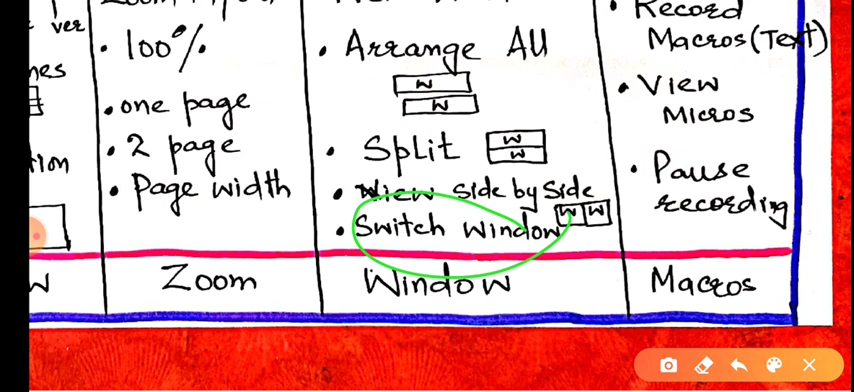 ver
nes
tion
W
• 100%.
• one page
• 2 page
• Page width
Zoom
• Arrange All
W
W
• Split
W
W
• View side by side
W W
• Switch window
Window
• Record
Macros (Text)
• View
Micros
• Pause
recording
Macros